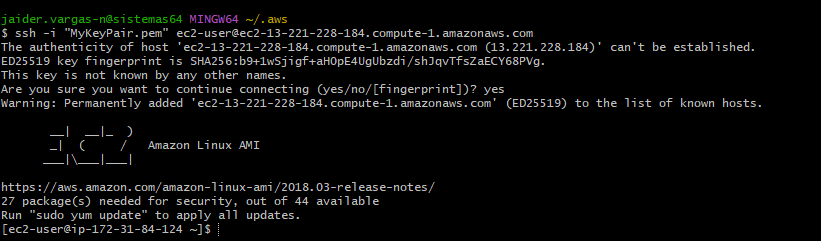 jaider.vargas-n@sistemas64 MINGW64 ~/.aws
$ ssh -i "MyKeyPair.pem" ec2-user@ec2-13-221-228-184.compute-1.amazonaws.com
The authenticity of host 'ec2-13-221-228-184.compute-1.amazonaws.com (13.221.228.184)' can't be established.
ED25519 key fingerprint is SHA256:b9+1wSjigf+aHOpE4UgUbzdi/shJqvTfsZaECY68PVg.
This key is not known by any other names.
Are you sure you want to continue connecting (yes/no/[fingerprint])? yes
Warning: Permanently added 'ec2-13-221-228-184.compute-1.amazonaws.com' (ED25519) to the list of known hosts.
       __|  __|_  )
       _|  (     /   Amazon Linux AMI
      ___|\___|___|
https://aws.amazon.com/amazon-linux-ami/2018.03-release-notes/
27 package(s) needed for security, out of 44 available
Run "sudo yum update" to apply all updates.
[ec2-user@ip-172-31-84-124 ~]$